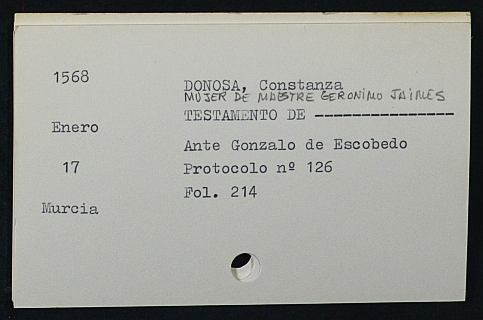 1568
DONOSA, Constanza
MUJER DE MAESTRE GERONIMO JAIMES
TESTAMENTO DE ---------------
Enero
Ante Gonzalo de Escobedo
17
Protocolo nº 126
Fol. 214
Murcia